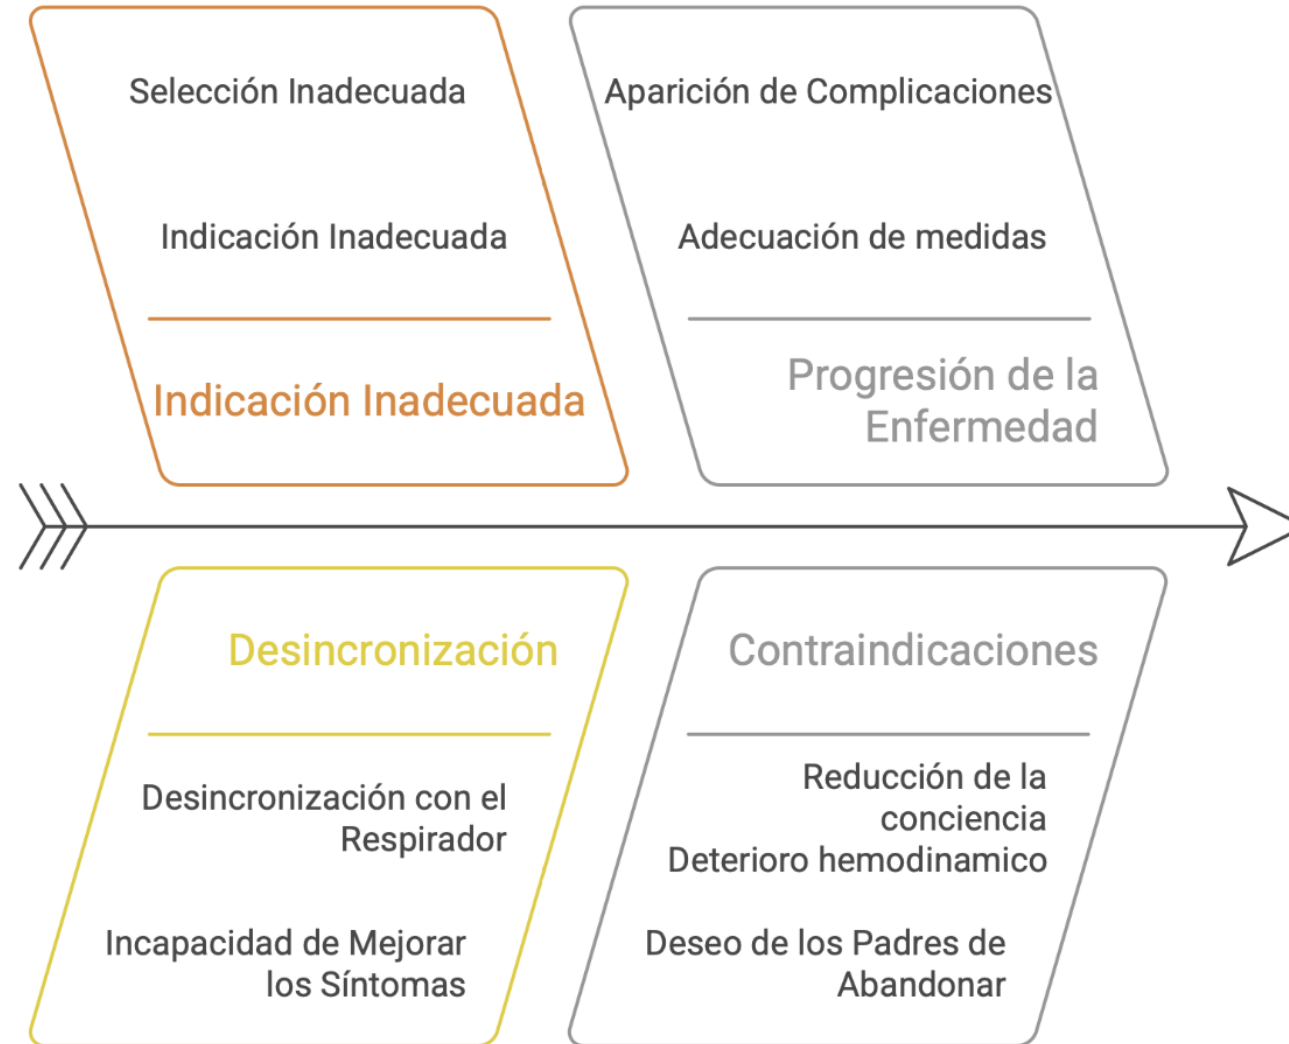 Selección Inadecuada
Indicación Inadecuada
Indicación Inadecuada
Aparición de Complicaciones
Adecuación de medidas
Progresión de la
Enfermedad
Desincronización
Desincronización con el
Respirador
Incapacidad de Mejorar
los Síntomas
Contraindicaciones
Reducción de la
conciencia
Deterioro hemodinamico
Deseo de los Padres de
Abandonar